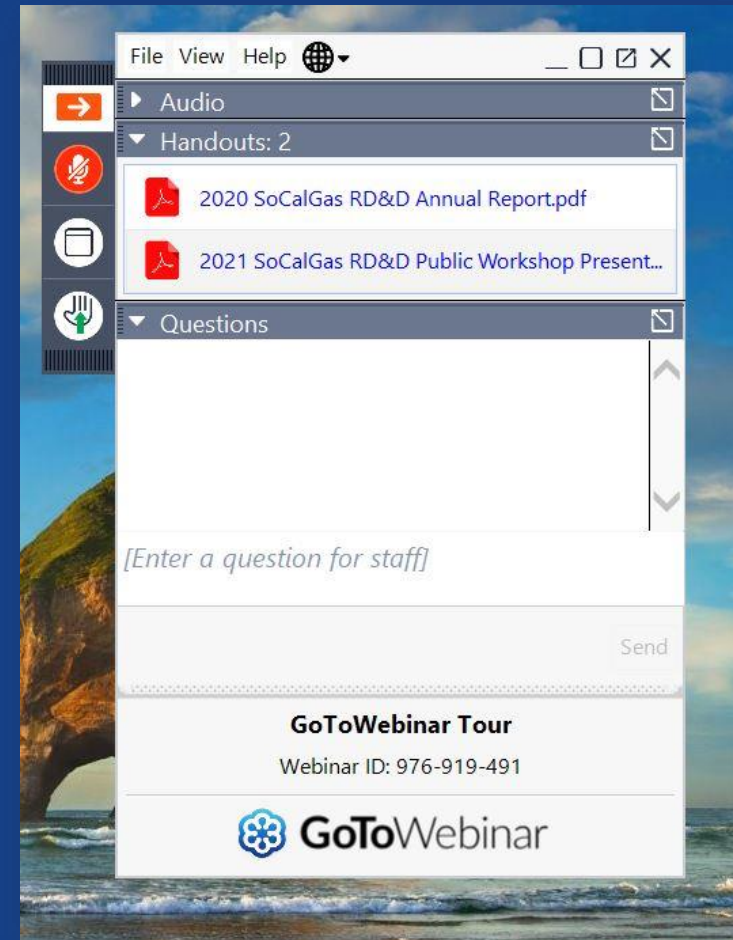 File View Help
Audio
Handouts: 2
2020 SoCalGas RD&D Annual Report.pdf
2021 SoCalGas RD&D Public Workshop Present...
Questions
[Enter a question for staff]
Send
GoToWebinar Tour
Webinar ID: 976-919-491
GoToWebinar